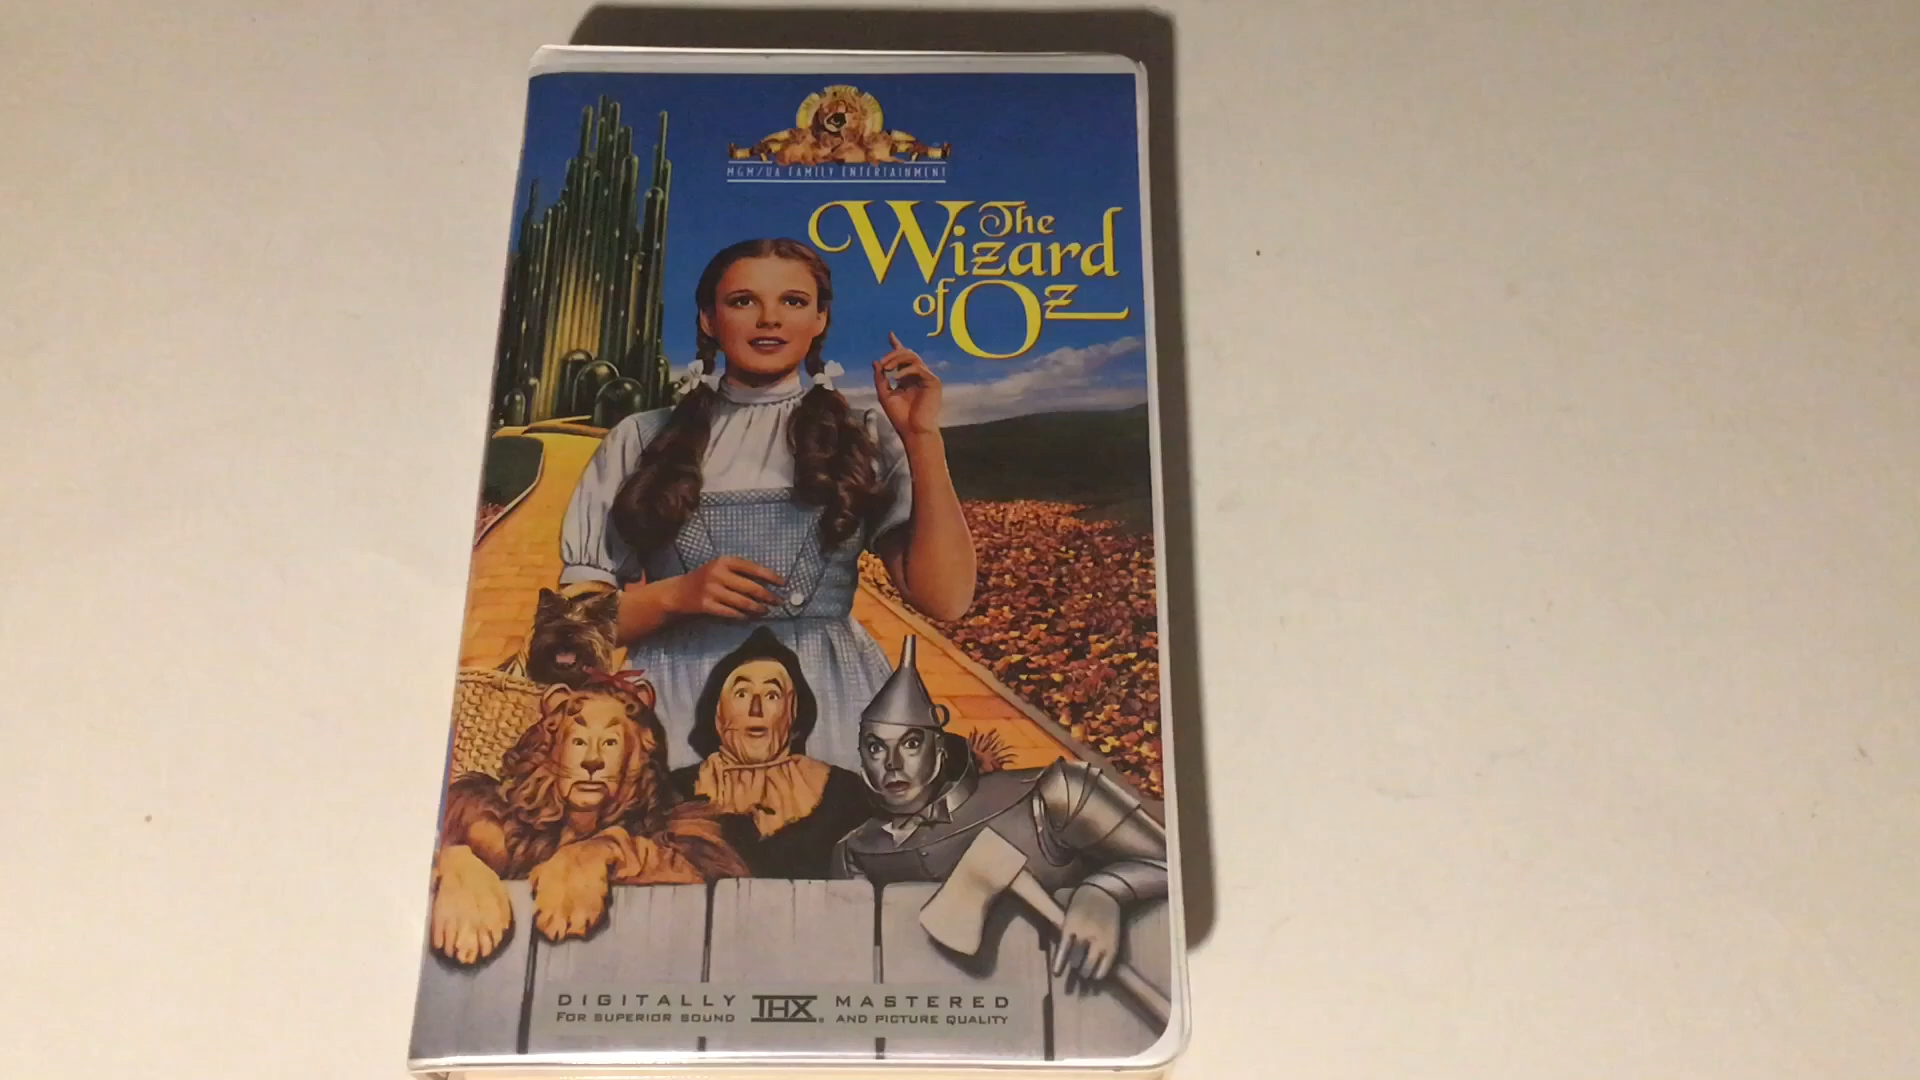 MGM/UA FAMILY ENTERTAINMENT
The
Wizard
of Oz
DIGITALLY THX MASTERED
FOR SUPERIOR SOUND AND PICTURE QUALITY